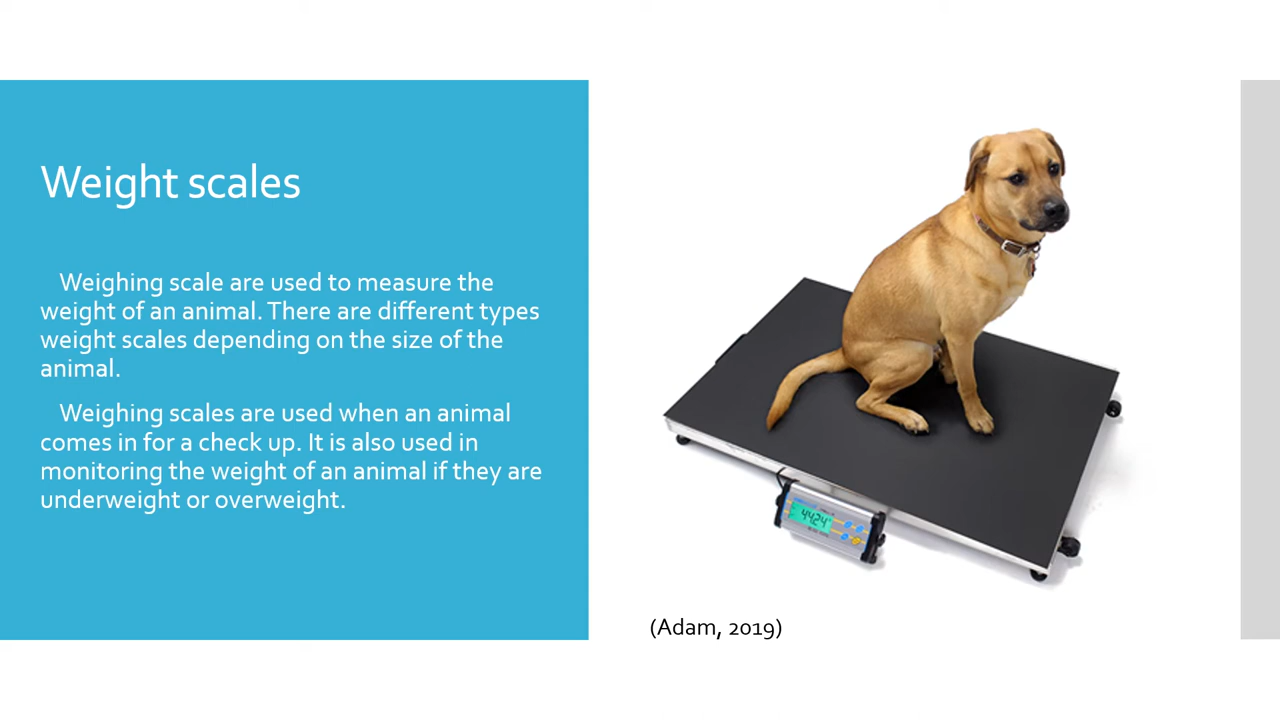 Weight scales
Weighing scale are used to measure the
weight of an animal. There are different types
weight scales depending on the size of the
animal.
Weighing scales are used when an animal
comes in for a check up. It is also used in
monitoring the weight of an animal if they are
underweight or overweight.
44.24
(Adam, 2019)